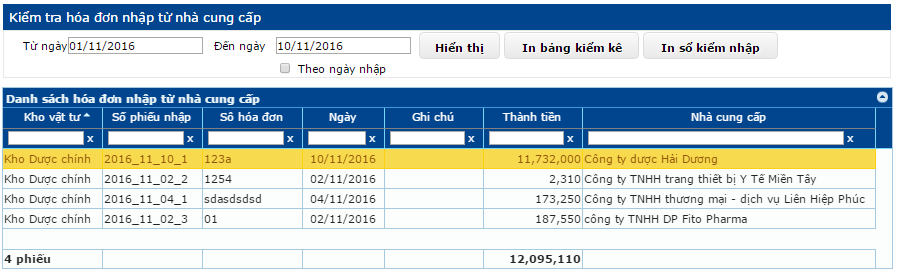 Kiểm tra hóa đơn nhập từ nhà cung cấp
Từ ngày 01/11/2016 Đến ngày 10/11/2016 Hiển thị In bảng kiểm kê In sổ kiểm nhập
Theo ngày nhập
Danh sách hóa đơn nhập từ nhà cung cấp
Kho vật tư Số phiếu nhập Số hóa đơn Ngày Ghi chú Thành tiền Nhà cung cấp
x x x x x x x
Kho Dược chính 2016_11_10_1 123a 10/11/2016 11,732,000 Công ty dược Hải Dương
Kho Dược chính 2016_11_02_2 1254 02/11/2016 2,310 Công ty TNHH trang thiết bị Y Tế Miên Tây
Kho Dược chính 2016_11_04_1 sdasdsdsd 04/11/2016 173,250 Công ty TNHH thương mại - dịch vụ Liên Hiệp Phúc
Kho Dược chính 2016_11_02_3 01 02/11/2016 187,550 công ty TNHH DP Fito Pharma
4 phiếu 12,095,110